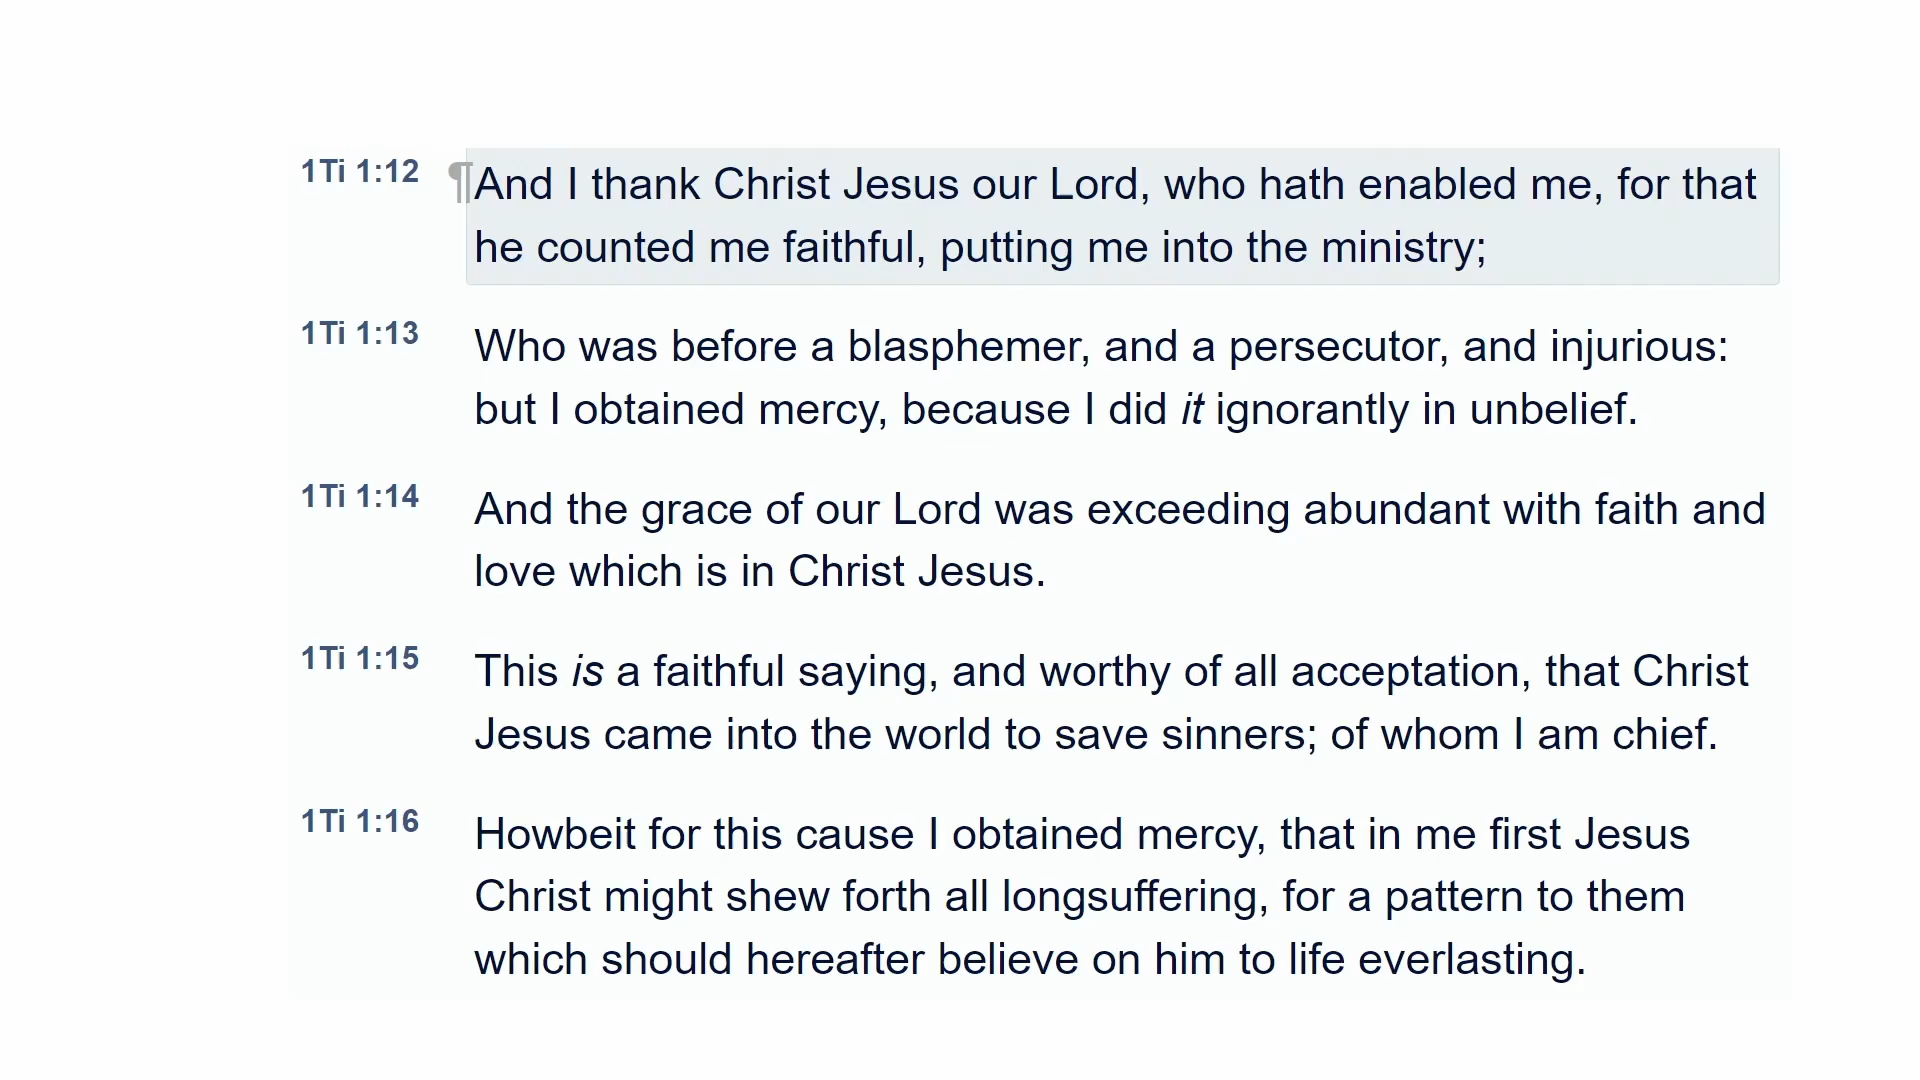 1Ti 1:12 ¶And I thank Christ Jesus our Lord, who hath enabled me, for that
he counted me faithful, putting me into the ministry;
1Ti 1:13 Who was before a blasphemer, and a persecutor, and injurious:
but I obtained mercy, because I did it ignorantly in unbelief.
1Ti 1:14 And the grace of our Lord was exceeding abundant with faith and
love which is in Christ Jesus.
1Ti 1:15 This is a faithful saying, and worthy of all acceptation, that Christ
Jesus came into the world to save sinners; of whom I am chief.
1Ti 1:16 Howbeit for this cause I obtained mercy, that in me first Jesus
Christ might shew forth all longsuffering, for a pattern to them
which should hereafter believe on him to life everlasting.